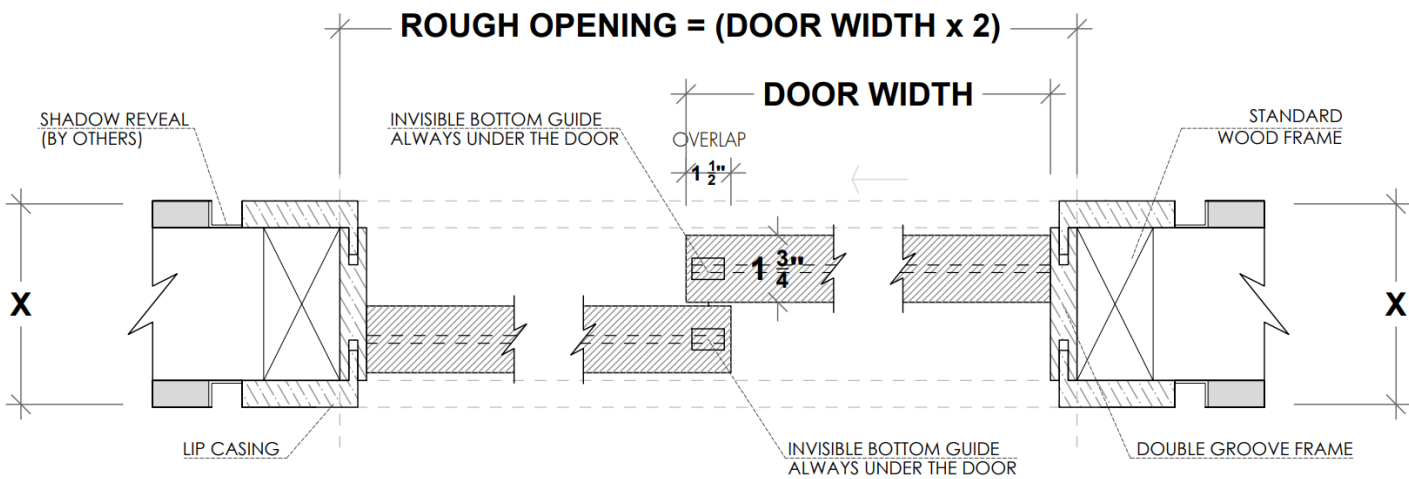 ROUGH OPENING = (DOOR WIDTH x 2)
DOOR WIDTH
SHADOW REVEAL
(BY OTHERS)
INVISIBLE BOTTOM GUIDE
ALWAYS UNDER THE DOOR
OVERLAP
1 1/2"
STANDARD
WOOD FRAME
1 3/4"
X
X
LIP CASING
INVISIBLE BOTTOM GUIDE
ALWAYS UNDER THE DOOR
DOUBLE GROOVE FRAME